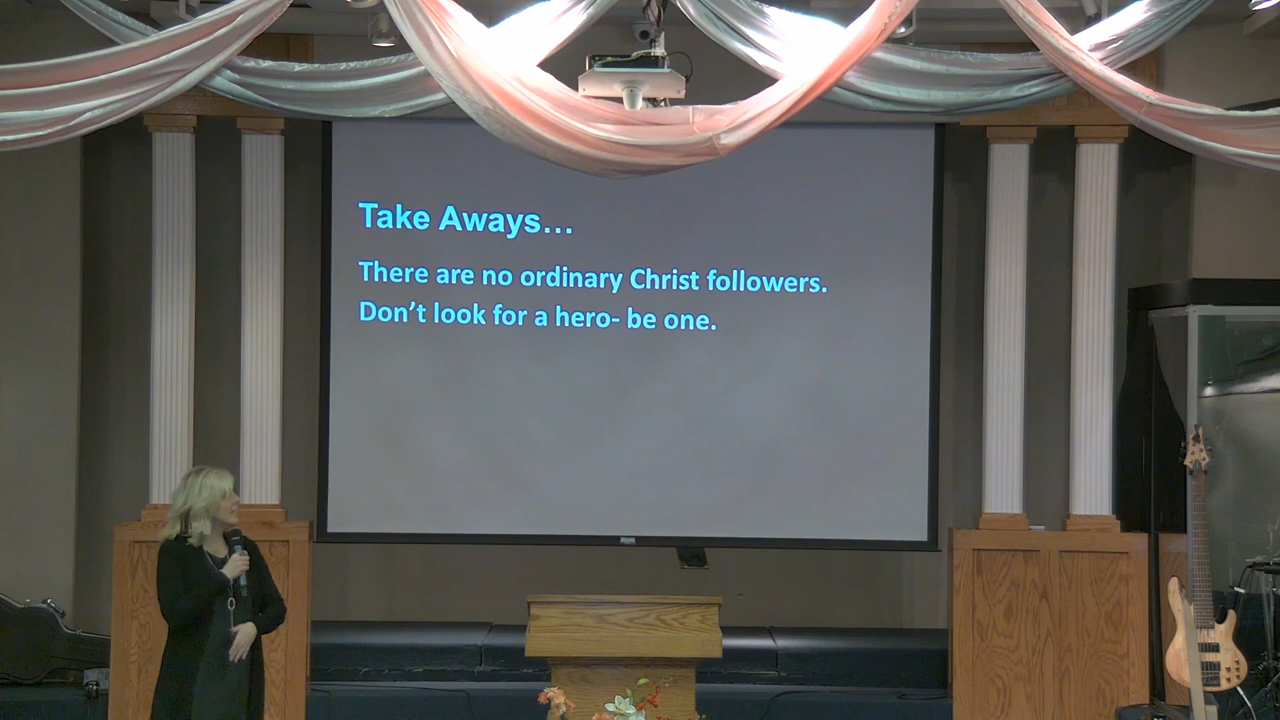 Take Aways...
There are no ordinary Christ followers.
Don't look for a hero- be one.